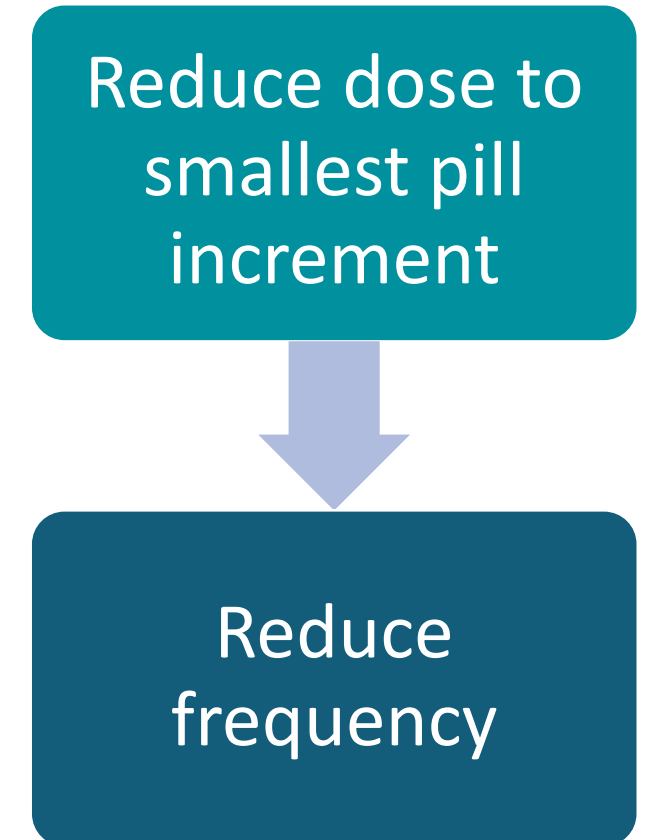 Reduce dose to
smallest pill
increment
Reduce
frequency